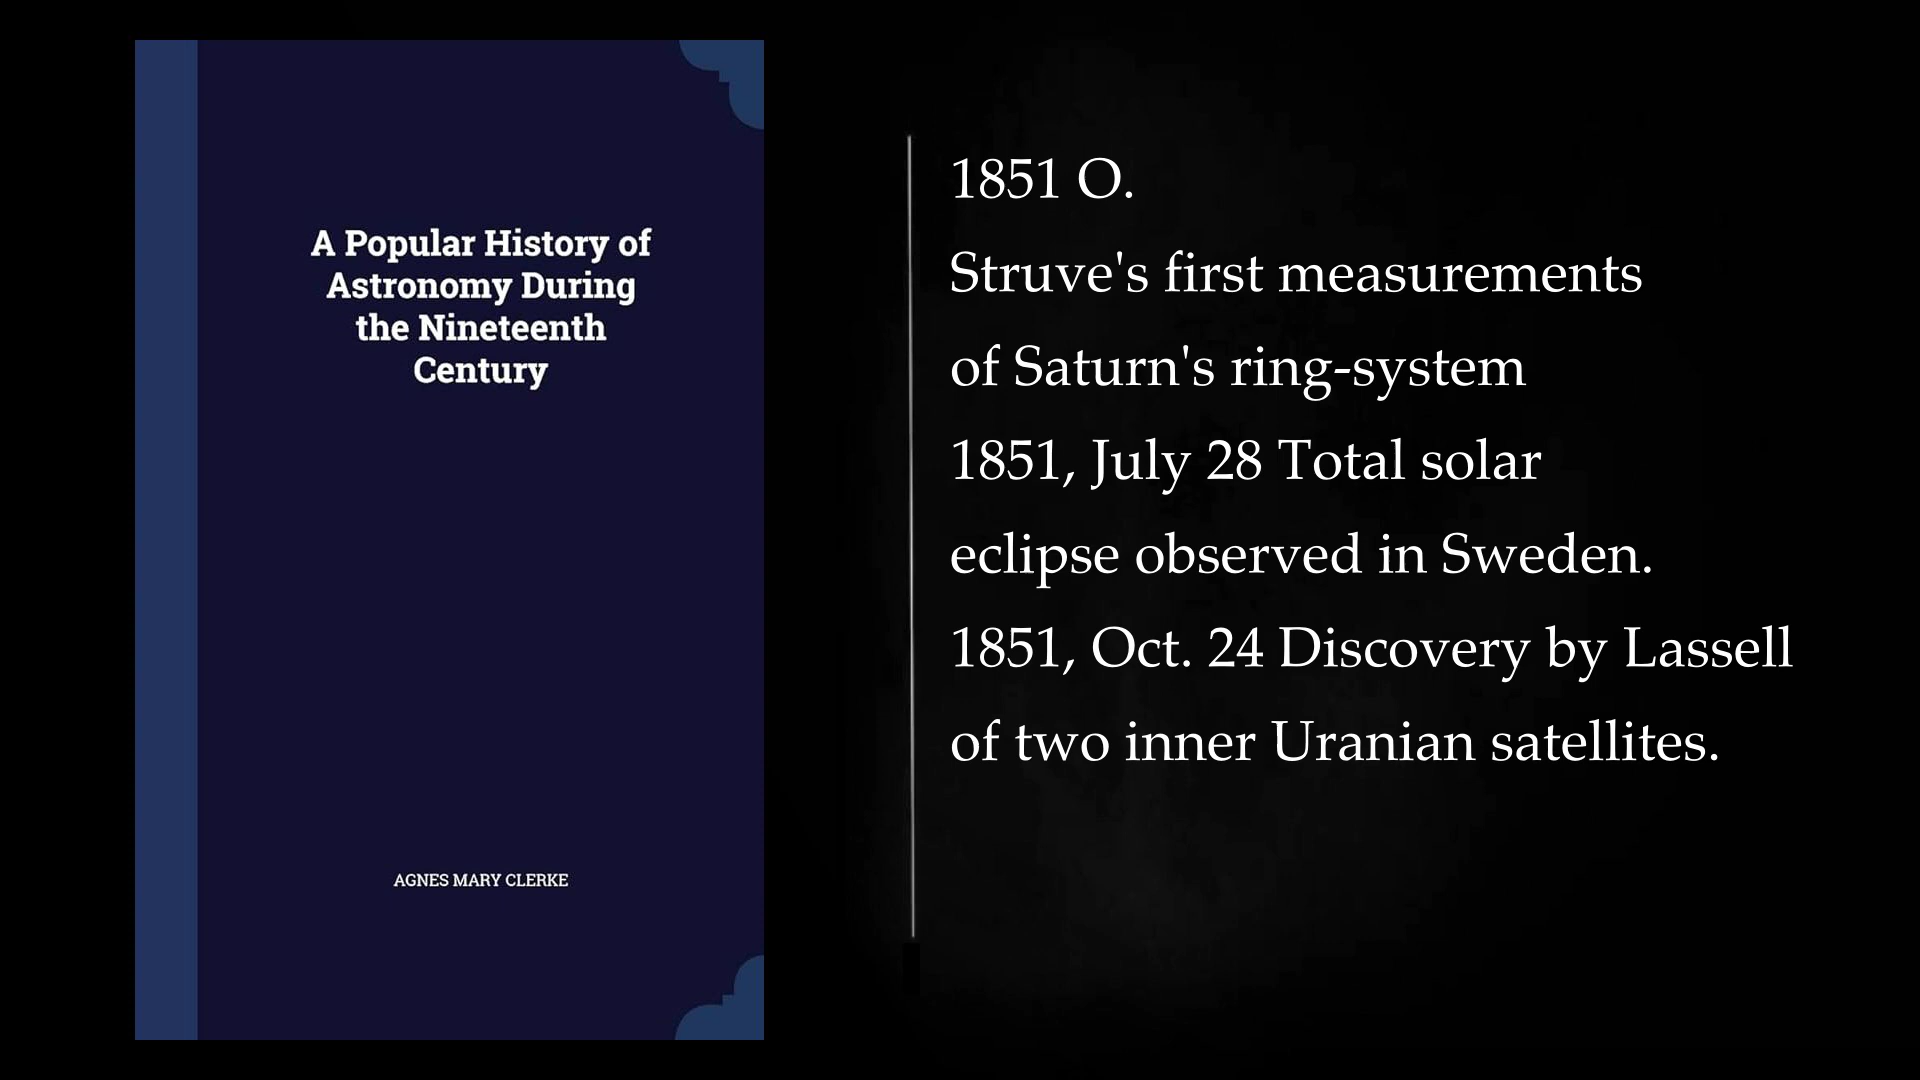 A Popular History of
Astronomy During
the Nineteenth
Century
AGNES MARY CLERKE
1851 O.
Struve's first measurements
of Saturn's ring-system
1851, July 28 Total solar
eclipse observed in Sweden.
1851, Oct. 24 Discovery by Lassell
of two inner Uranian satellites.